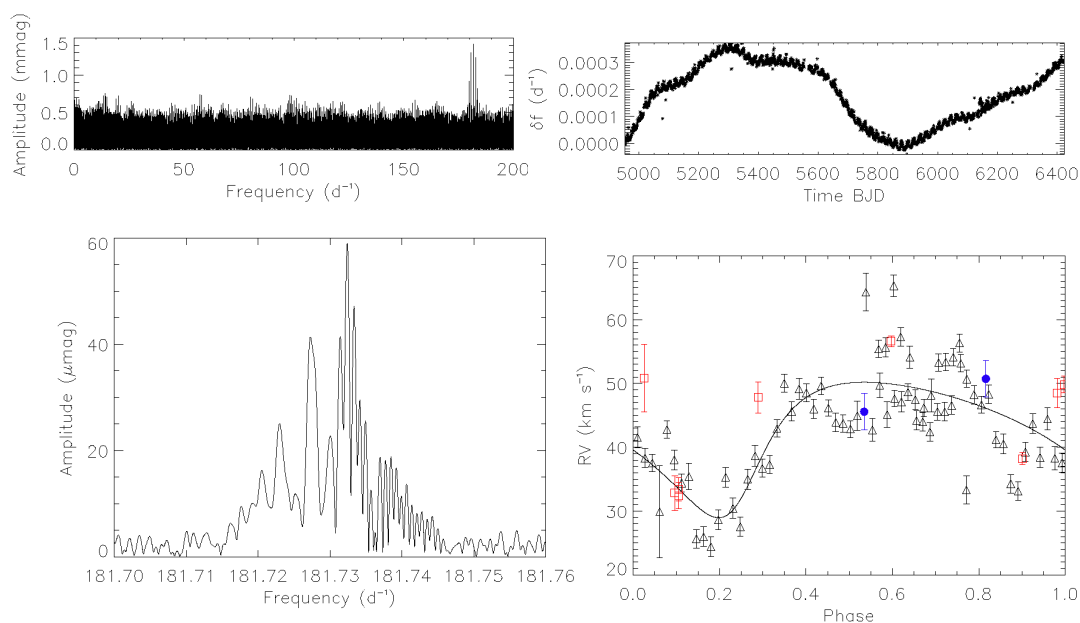 Amplitude (mmag)
1.5
1.0
0.5
0.0
0 50 100 150 200
Frequency (d⁻¹)
δf (d⁻¹)
0.0003
0.0002
0.0001
0.0000
5000 5200 5400 5600 5800 6000 6200 6400
Time BJD
Amplitude (μmag)
60
40
20
0
181.70 181.71 181.72 181.73 181.74 181.75 181.76
Frequency (d⁻¹)
RV (km s⁻¹)
70
60
50
40
30
20
0.0 0.2 0.4 0.6 0.8 1.0
Phase